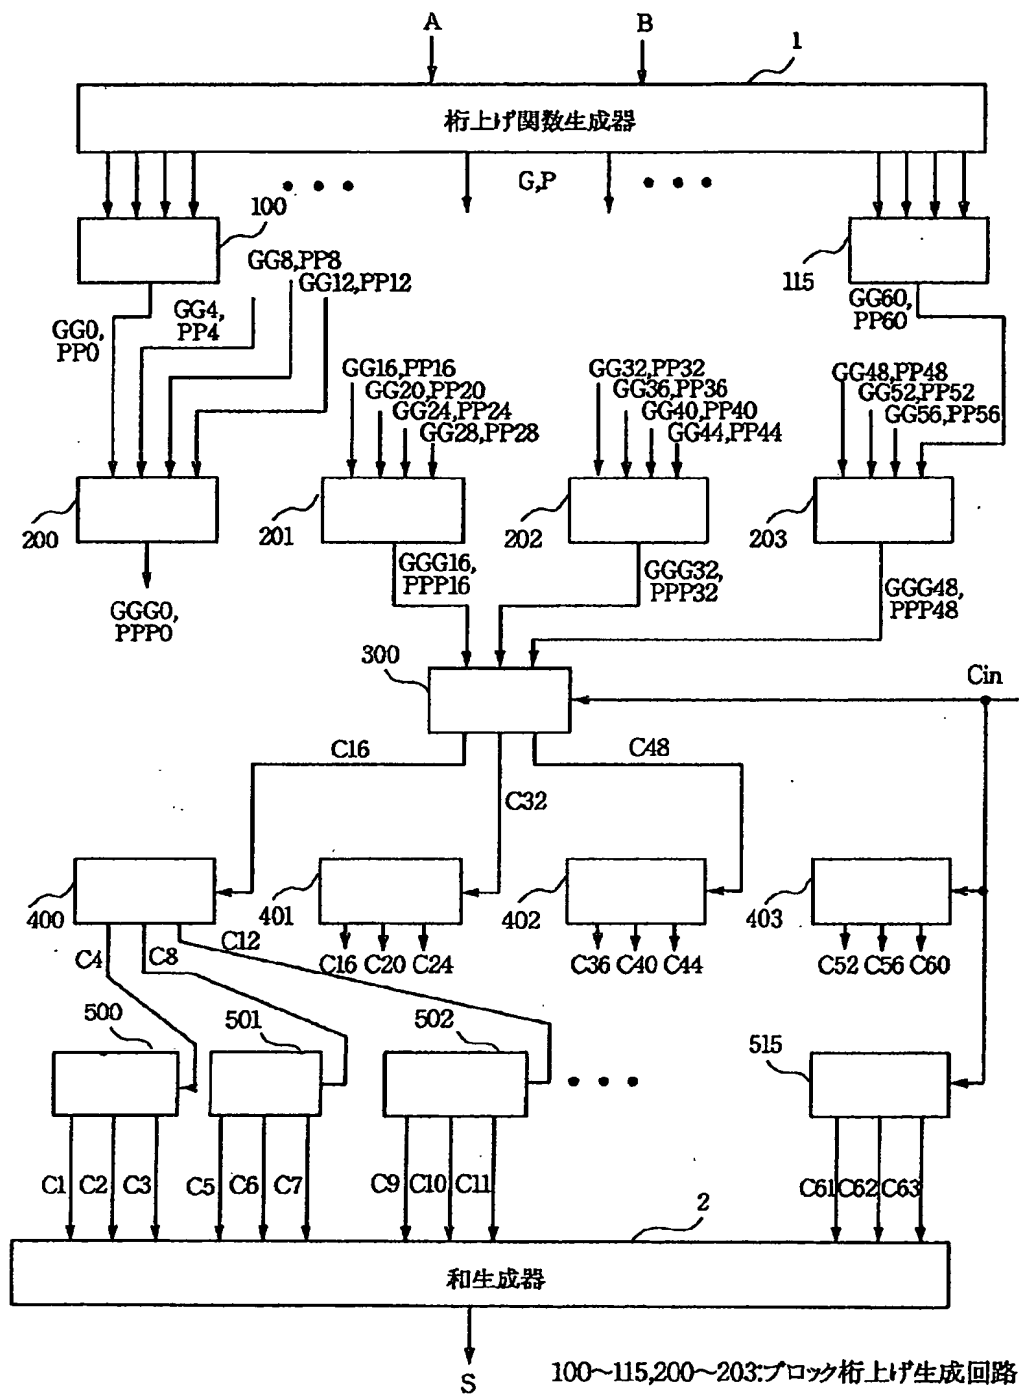 A
B
1
桁上げ関数生成器
G,P
100
115
GG8,PP8
GG12,PP12
GG4,
PP4
GG0,
PP0
GG60,
PP60
GG16,PP16
GG20,PP20
GG24,PP24
GG28,PP28
GG32,PP32
GG36,PP36
GG40,PP40
GG44,PP44
GG48,PP48
GG52,PP52
GG56,PP56
200
201
202
203
GGG0,
PPP0
GGG16,
PPP16
GGG32,
PPP32
GGG48,
PPP48
300
Cin
C16
C32
C48
400
401
402
403
C4
C8
C12
C16
C20
C24
C36
C40
C44
C52
C56
C60
500
501
502
515
C1
C2
C3
C5
C6
C7
C9
C10
C11
C61
C62
C63
2
和生成器
S
100~115,200~203:ブロック桁上げ生成回路